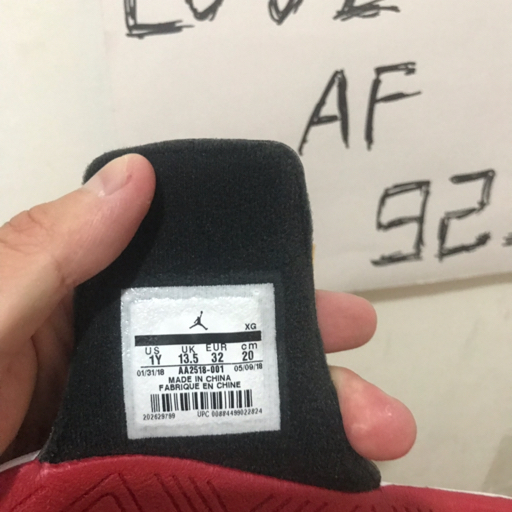 AF
92.
XQ
US UK EUR cm
1Y 13.5 32 20
01/31/18 AA2518-001 05/09/18
MADE IN CHINA
FABRIQUE EN CHINE
202629799 UPC 00884499022824